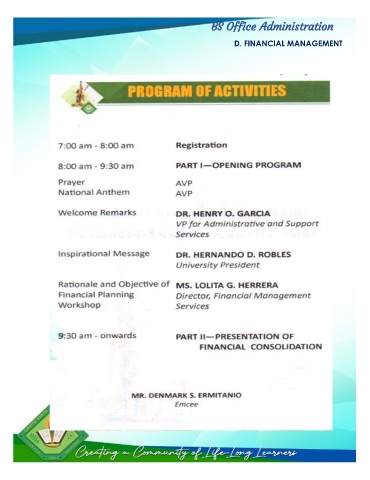 BS Office Administration
D. FINANCIAL MANAGEMENT
PROGRAM OF ACTIVITIES
7:00 am - 8:00 am Registration
8:00 am - 9:30 am PART I—OPENING PROGRAM
Prayer AVP
National Anthem AVP
Welcome Remarks DR. HENRY O. GARCIA
VP for Administrative and Support
Services
Inspirational Message DR. HERNANDO D. ROBLES
University President
Rationale and Objective of MS. LOLITA G. HERRERA
Financial Planning Director, Financial Management
Workshop Services
9:30 am - onwards PART II—PRESENTATION OF
FINANCIAL CONSOLIDATION
MR. DENMARK S. ERMITANIO
Emcee
Creating a Community of Life-Long Learners